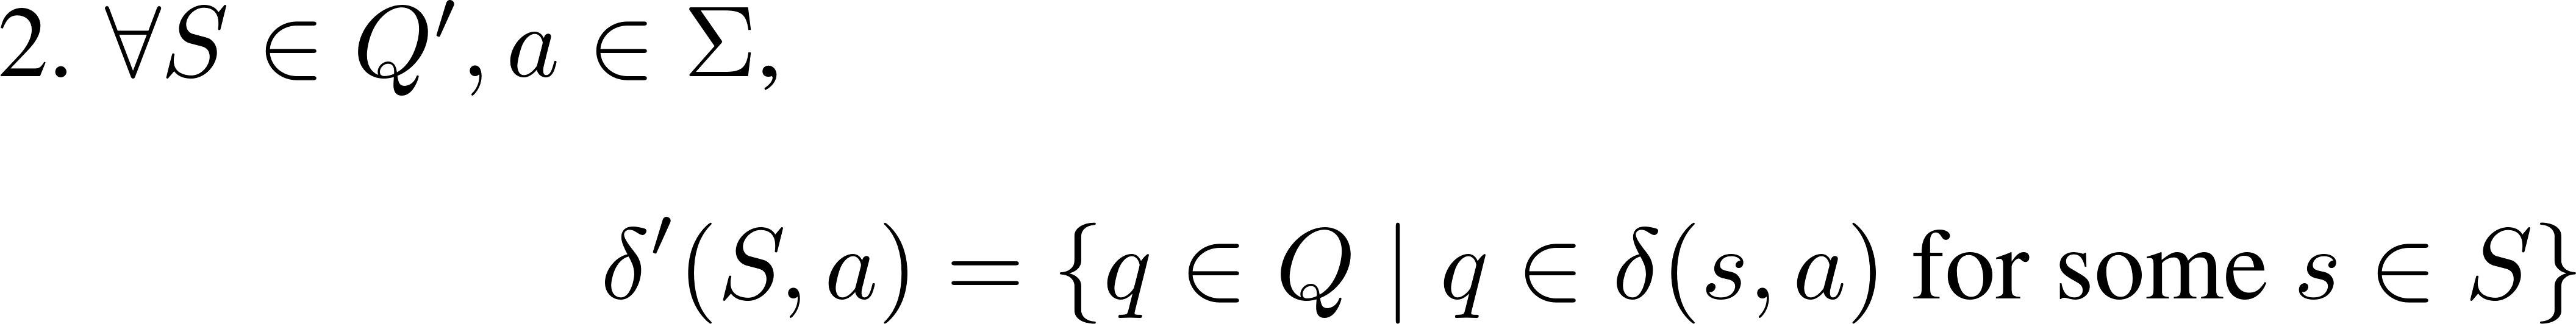 2. ∀S ∈ Q′, a ∈ Σ,
δ′(S, a) = {q ∈ Q | q ∈ δ(s, a) for some s ∈ S}